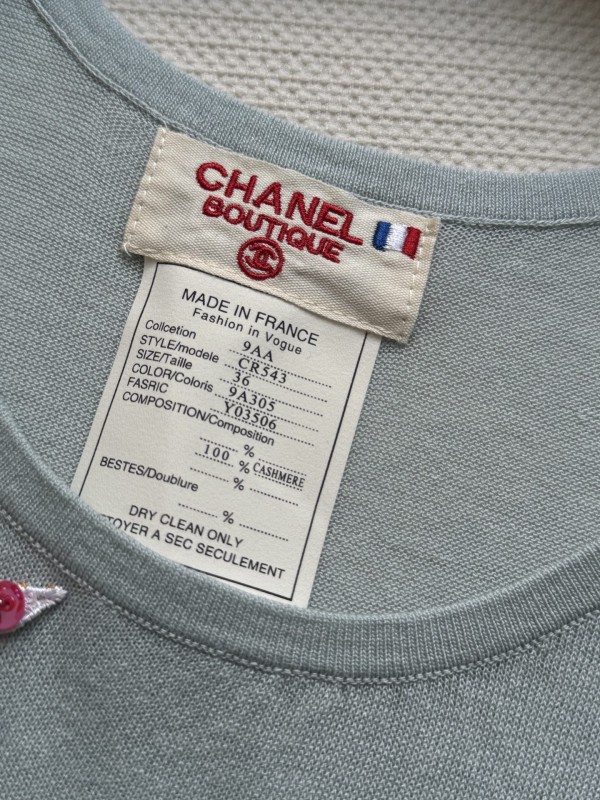 CHANEL
BOUTIQUE
MADE IN FRANCE
Fashion in Vogue
Collcetion 9AA
STYLE/modele CR543
SIZE/Taille 36
COLOR/Coloris 9A305
FASRIC Y03506
COMPOSITION/Composition
%
100 % CASHMERE
BESTES/Doublure %
%
DRY CLEAN ONLY
TOYER A SEC SECULEMENT